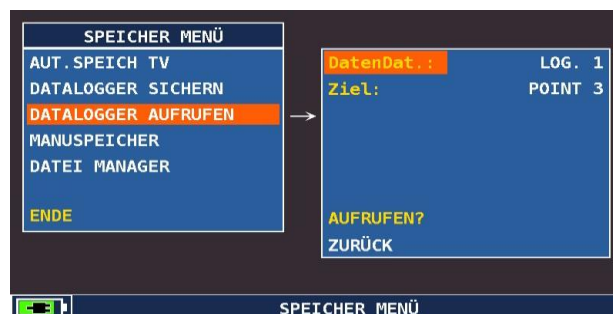 SPEICHER MENÜ
AUT.SPEICH TV
DATALOGGER SICHERN
DATALOGGER AUFRUFEN
MANUSPEICHER
DATEI MANAGER
ENDE
DatenDat.: LOG. 1
Ziel: POINT 3
AUFRUFEN?
ZURÜCK
SPEICHER MENÜ